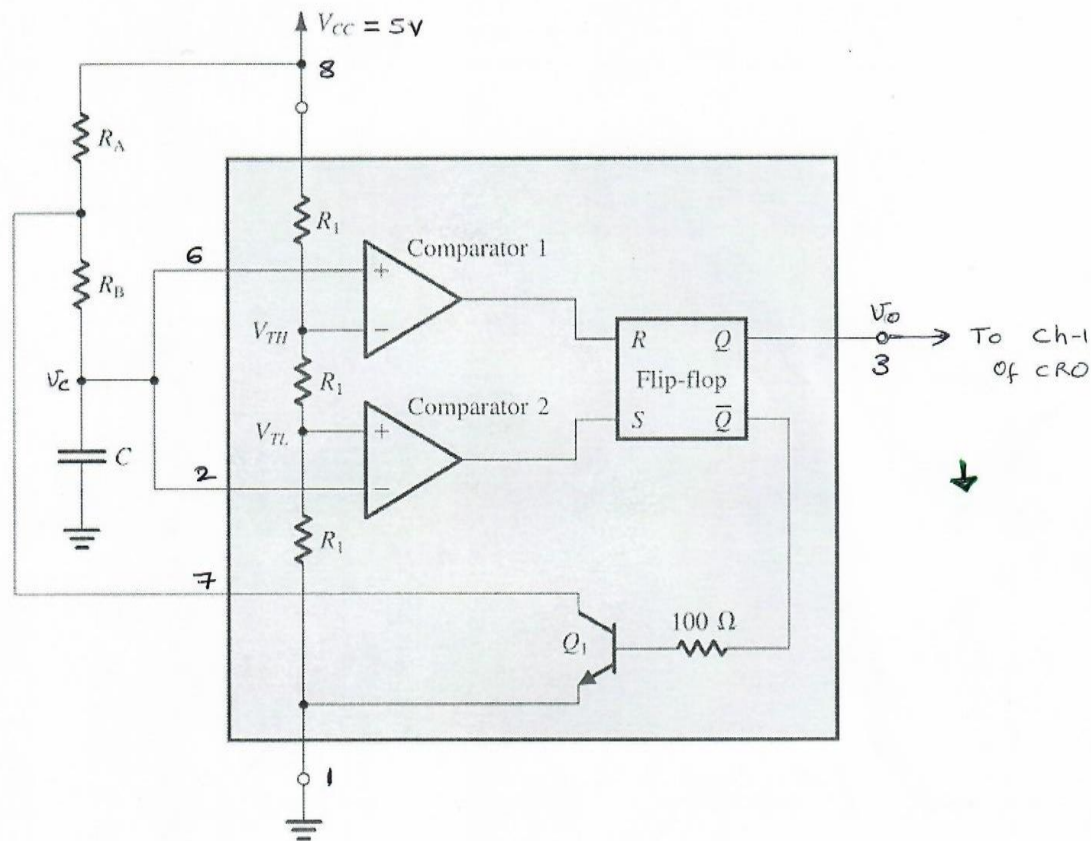 V_CC = 5V
8
R_A
R_1
Comparator 1
6
R_B
V_TH
R Q
V_o
To Ch-1
of CRO
3
Flip-flop
R_1
v_c
Comparator 2
S Q̅
V_TL
C
2
R_1
7
100 Ω
Q_1
1
+
−
+
−